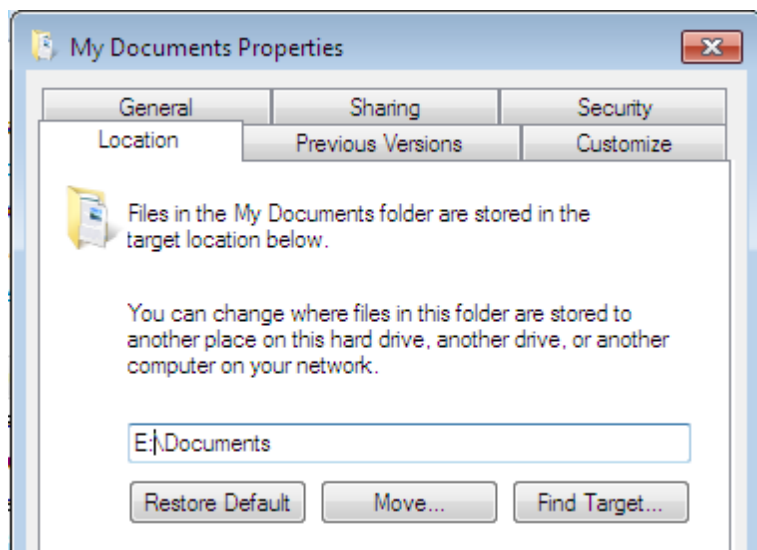 My Documents Properties
General Sharing Security
Location Previous Versions Customize
Files in the My Documents folder are stored in the
target location below.
You can change where files in this folder are stored to
another place on this hard drive, another drive, or another
computer on your network.
E:\Documents
Restore Default Move... Find Target...